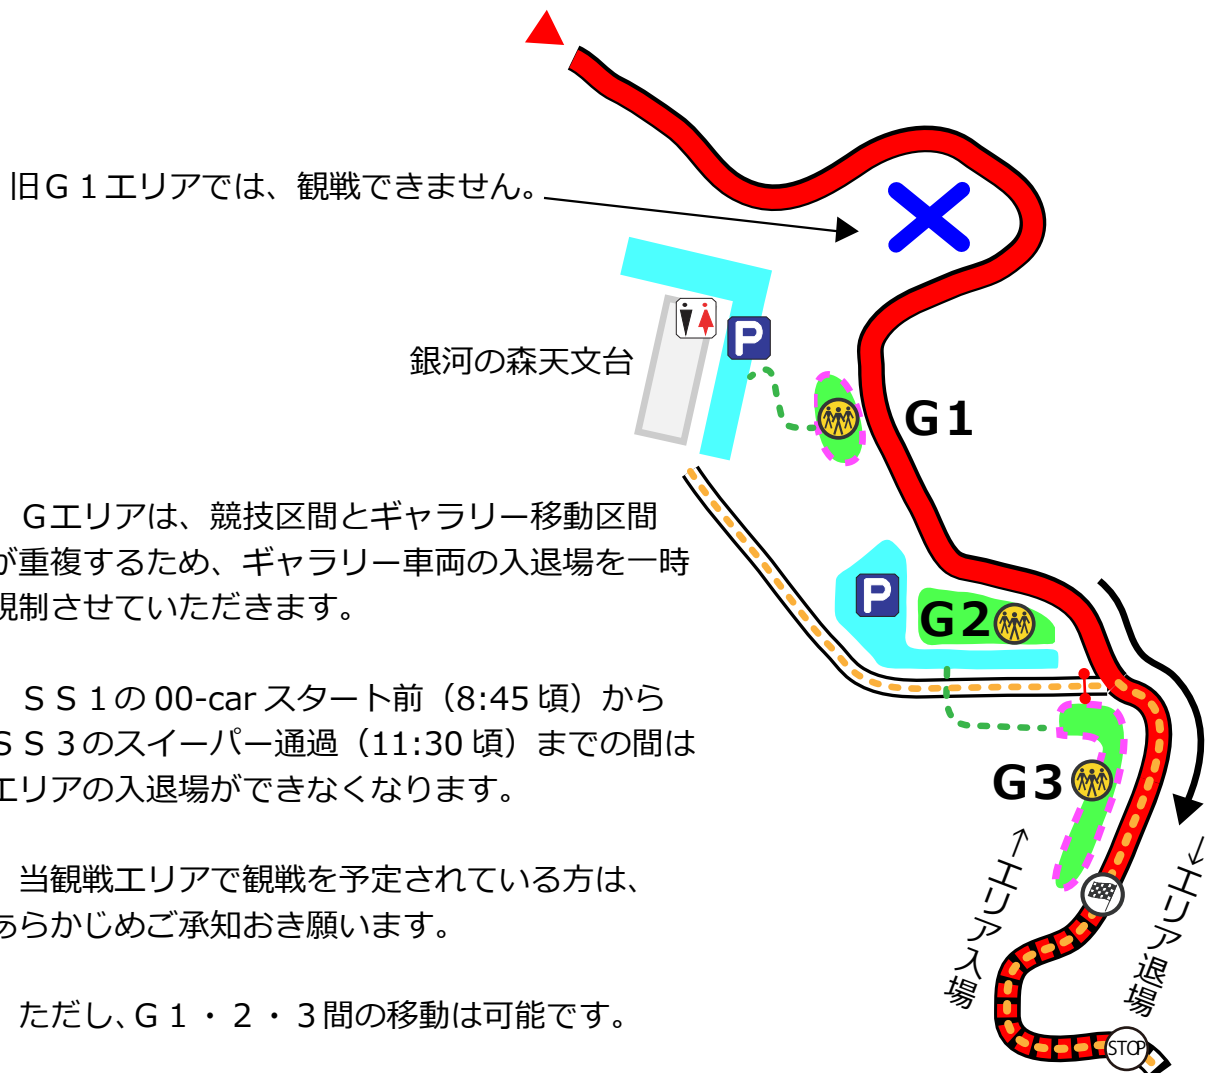 旧Ｇ１エリアでは、観戦できません。
P
銀河の森天文台
G1
Ｇエリアは、競技区間とギャラリー移動区間
が重複するため、ギャラリー車両の入退場を一時
規制させていただきます。
P
G2
ＳＳ１の 00-car スタート前（8:45 頃）から
ＳＳ３のスイーパー通過（11:30 頃）までの間は
エリアの入退場ができなくなります。
G3
当観戦エリアで観戦を予定されている方は、
あらかじめご承知おき願います。
←エリア入場
→エリア退場
ただし、Ｇ１・２・３間の移動は可能です。
STOP